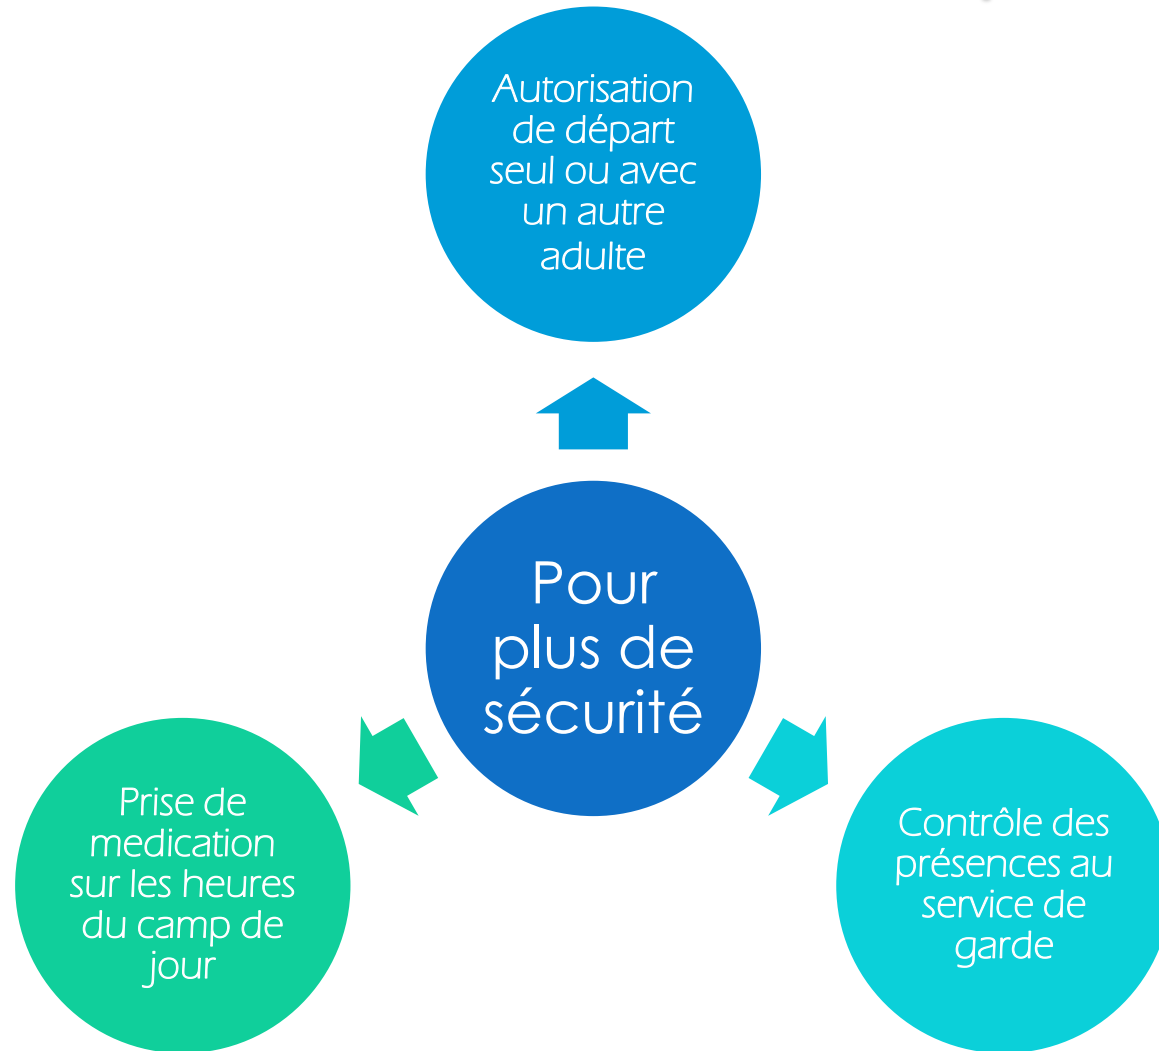 Autorisation
de départ
seul ou avec
un autre
adulte
Pour
plus de
sécurité
Prise de
medication
sur les heures
du camp de
jour
Contrôle des
présences au
service de
garde